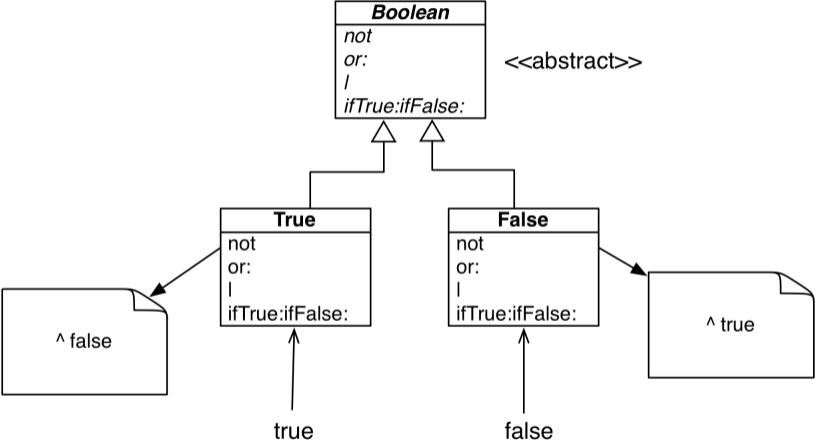 Boolean
not
or:
|
ifTrue:ifFalse:
<<abstract>>
True
not
or:
|
ifTrue:ifFalse:
False
not
or:
|
ifTrue:ifFalse:
^ false
^ true
true
false